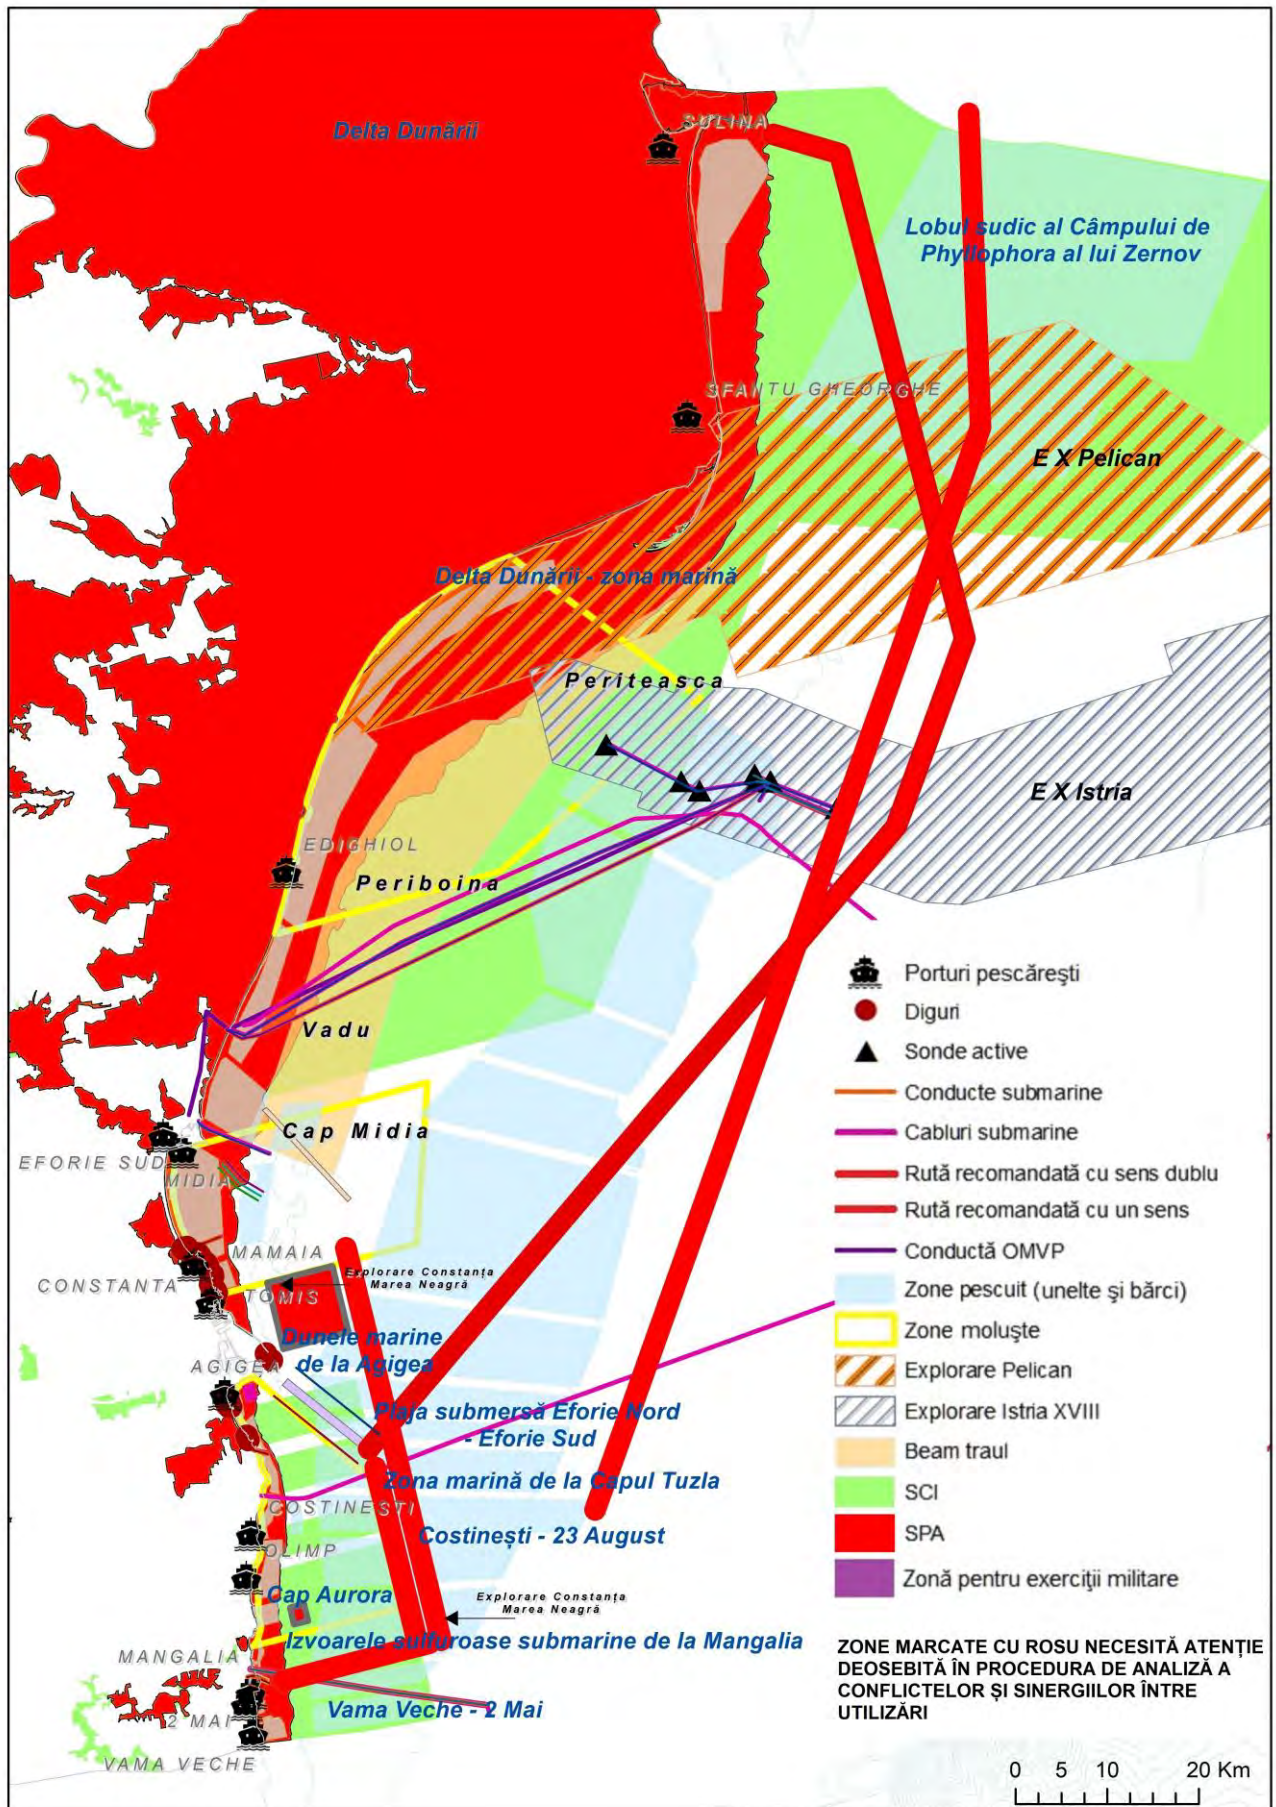 SULINA
Delta Dunării
Lobul sudic al Câmpului de
Phyllophora al lui Zernov
SFANTU GHEORGHE
E X Pelican
Delta Dunării - zona marină
Periteasca
E X Istria
EDIGHIOL
Periboina
Vadu
Cap Midia
EFORIE SUD
MIDIA
MAMAIA
Explorare Constanța
Marea Neagră
CONSTANTA
TOMIS
Dunele marine
de la Agigea
AGIGEA
Plaja submersă Eforie Nord
- Eforie Sud
Zona marină de la Capul Tuzla
COSTINESTI
Costinești - 23 August
OLIMP
Cap Aurora
Explorare Constanța
Marea Neagră
Izvoarele sulfuroase submarine de la Mangalia
MANGALIA
Vama Veche - 2 Mai
2 MAI
VAMA VECHE
Porturi pescărești
Diguri
Sonde active
Conducte submarine
Cabluri submarine
Rută recomandată cu sens dublu
Rută recomandată cu un sens
Conductă OMVP
Zone pescuit (unelte și bărci)
Zone moluște
Explorare Pelican
Explorare Istria XVIII
Beam traul
SCI
SPA
Zonă pentru exerciții militare
ZONE MARCATE CU ROSU NECESITĂ ATENȚIE
DEOSEBITĂ ÎN PROCEDURA DE ANALIZĂ A
CONFLICTELOR ȘI SINERGIILOR ÎNTRE
UTILIZĂRI
0 5 10 20 Km